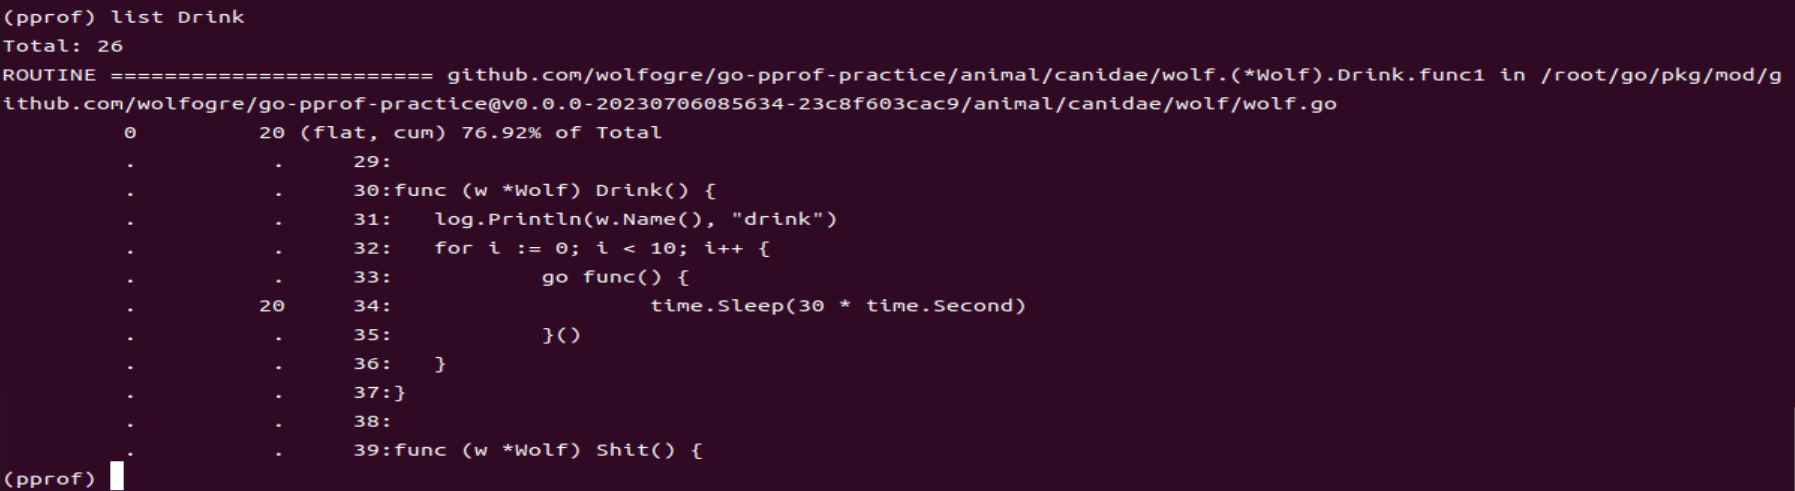 (pprof) list Drink
Total: 26
ROUTINE ======================== github.com/wolfogre/go-pprof-practice/animal/canidae/wolf.(*Wolf).Drink.func1 in /root/go/pkg/mod/g
ithub.com/wolfogre/go-pprof-practice@v0.0.0-20230706085634-23c8f603cac9/animal/canidae/wolf/wolf.go
         0         20 (flat, cum) 76.92% of Total
         .          .     29:
         .          .     30:func (w *Wolf) Drink() {
         .          .     31:   log.Println(w.Name(), "drink")
         .          .     32:   for i := 0; i < 10; i++ {
         .          .     33:           go func() {
         .         20     34:                   time.Sleep(30 * time.Second)
         .          .     35:           }()
         .          .     36:   }
         .          .     37:}
         .          .     38:
         .          .     39:func (w *Wolf) Shit() {
(pprof)